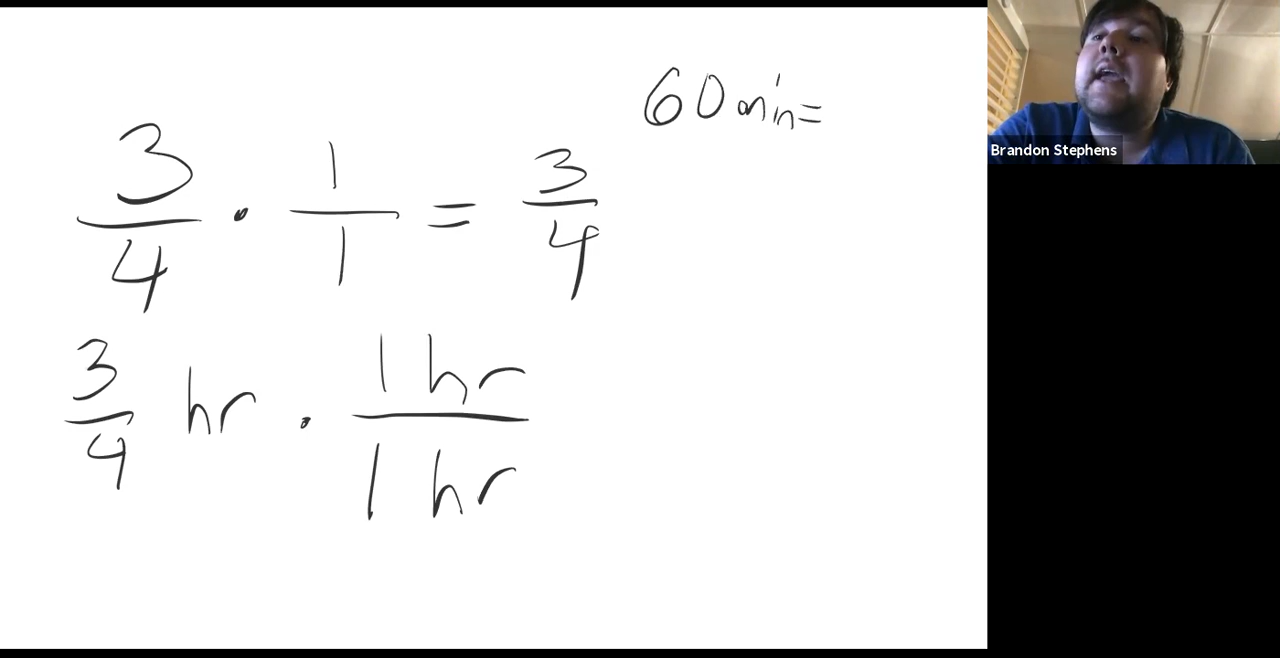 60 min=
3/4 · 1/1 = 3/4
3/4 hr · 1 hr/1 hr
Brandon Stephens